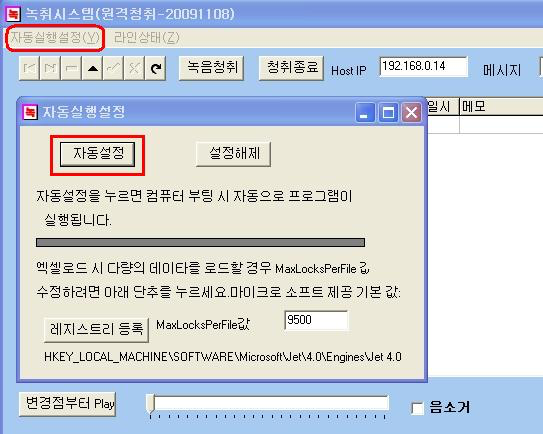 녹취시스템(원격청취-20091108)
자동실행설정(Y) 라인상태(Z)
녹음청취 청취종료 Host IP 192.168.0.14 메세지
자동실행설정
일시 메모
자동설정 설정해제
자동설정을 누르면 컴퓨터 부팅 시 자동으로 프로그램이
실행됩니다.
엑셀로드 시 다량의 데이타를 로드할 경우 MaxLocksPerFile 값
수정하려면 아래 단추를 누르세요.마이크로 소프트 제공 기본 값:
레지스트리 등록 MaxLocksPerFile값 9500
HKEY_LOCAL_MACHINE\SOFTWARE\Microsoft\Jet\4.0\Engines\Jet 4.0
변경점부터 Play 음소거